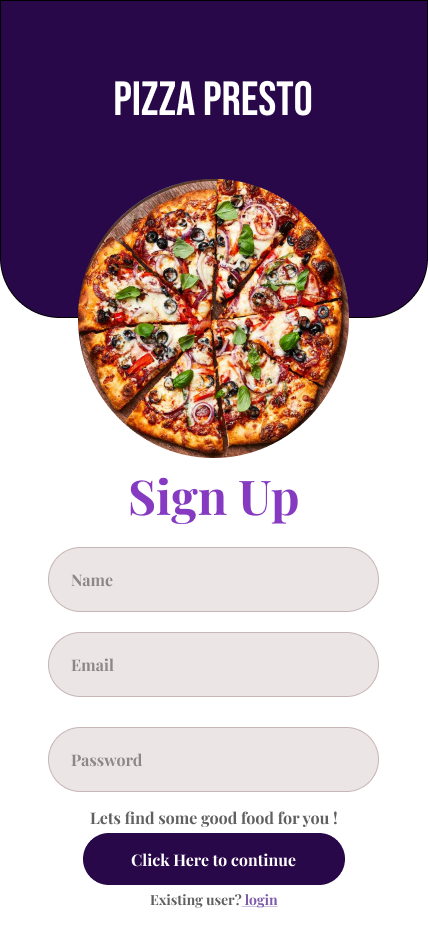 PIZZA PRESTO
Sign Up
Name
Email
Password
Lets find some good food for you !
Click Here to continue
Existing user? login